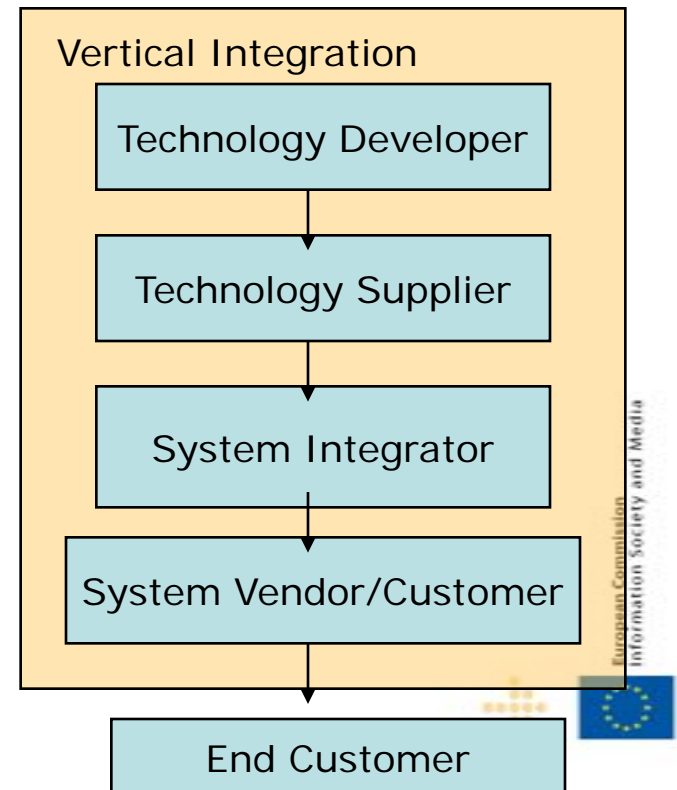 Vertical Integration
Technology Developer
Technology Supplier
System Integrator
System Vendor/Customer
End Customer
European Commission
Information Society and Media